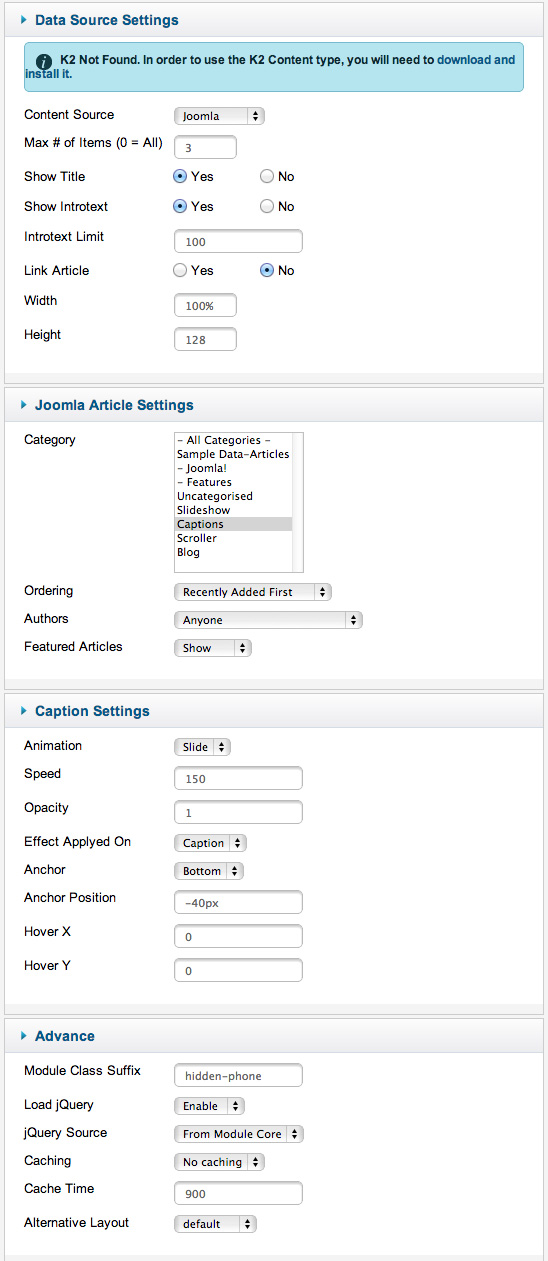 Data Source Settings
K2 Not Found. In order to use the K2 Content type, you will need to download and
install it.
Content Source Joomla
Max # of Items (0 = All) 3
Show Title Yes No
Show Introtext Yes No
Introtext Limit 100
Link Article Yes No
Width 100%
Height 128
Joomla Article Settings
Category - All Categories -
Sample Data-Articles
- Joomla!
- Features
Uncategorised
Slideshow
Captions
Scroller
Blog
Ordering Recently Added First
Authors Anyone
Featured Articles Show
Caption Settings
Animation Slide
Speed 150
Opacity 1
Effect Applyed On Caption
Anchor Bottom
Anchor Position -40px
Hover X 0
Hover Y 0
Advance
Module Class Suffix hidden-phone
Load jQuery Enable
jQuery Source From Module Core
Caching No caching
Cache Time 900
Alternative Layout default